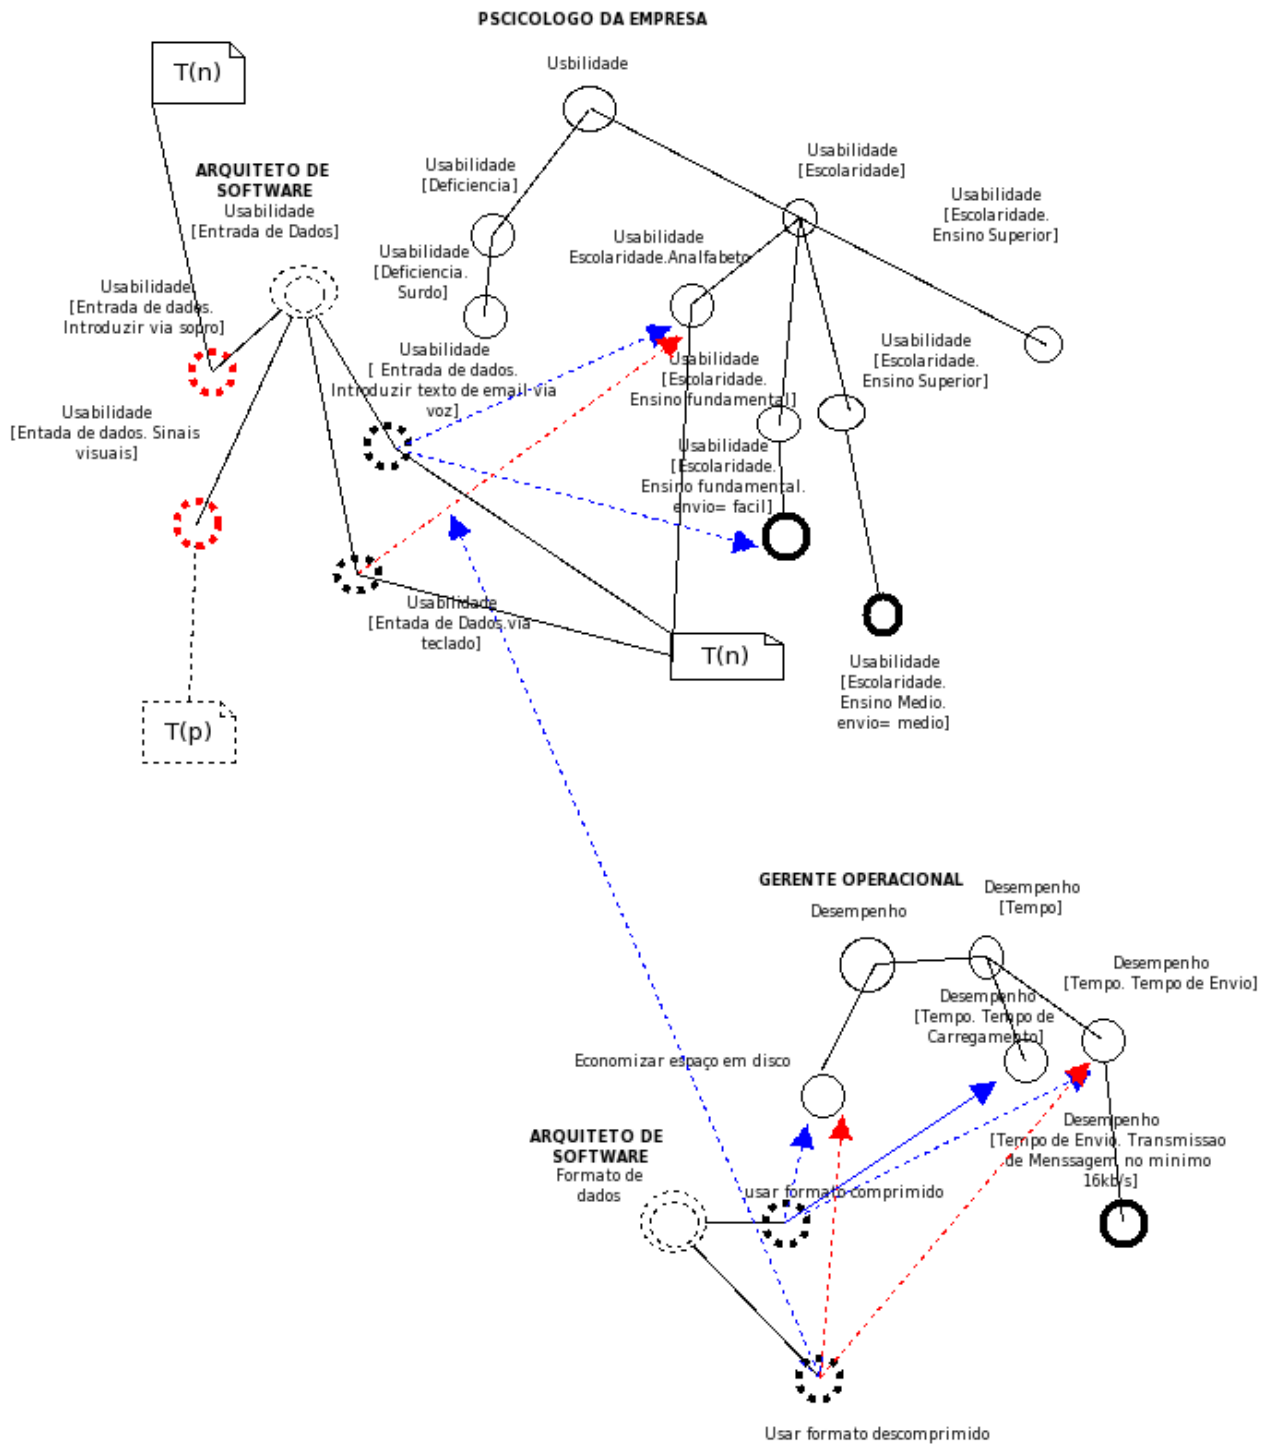 PSCICOLOGO DA EMPRESA
Usbilidade
T(n)
ARQUITETO DE
SOFTWARE
Usabilidade
[Entrada de Dados]
Usabilidade
[Deficiencia]
Usabilidade
[Escolaridade]
Usabilidade
[Escolaridade.
Ensino Superior]
Usabilidade
Escolaridade.Analfabeto
Usabilidade
[Deficiencia.
Surdo]
Usabilidade
[Entrada de dados.
Introduzir via sopro]
Usabilidade
[ Entrada de dados.
Introduzir texto de email via
voz]
Usabilidade
[Escolaridade.
Ensino fundamental]
Usabilidade
[Escolaridade.
Ensino Superior]
Usabilidade
[Entada de dados. Sinais
visuais]
Usabilidade
[Escolaridade.
Ensino fundamental.
envio= facil]
Usabilidade
[Entada de Dados.via
teclado]
T(n)
Usabilidade
[Escolaridade.
Ensino Medio.
envio= medio]
T(p)
GERENTE OPERACIONAL
Desempenho
Desempenho
[Tempo]
Desempenho
[Tempo. Tempo de Envio]
Desempenho
[Tempo. Tempo de
Carregamento]
Economizar espaço em disco
Desempenho
[Tempo de Envio. Transmissao
de Menssagem no minimo
16kb/s]
ARQUITETO DE
SOFTWARE
Formato de
dados
usar formato comprimido
Usar formato descomprimido